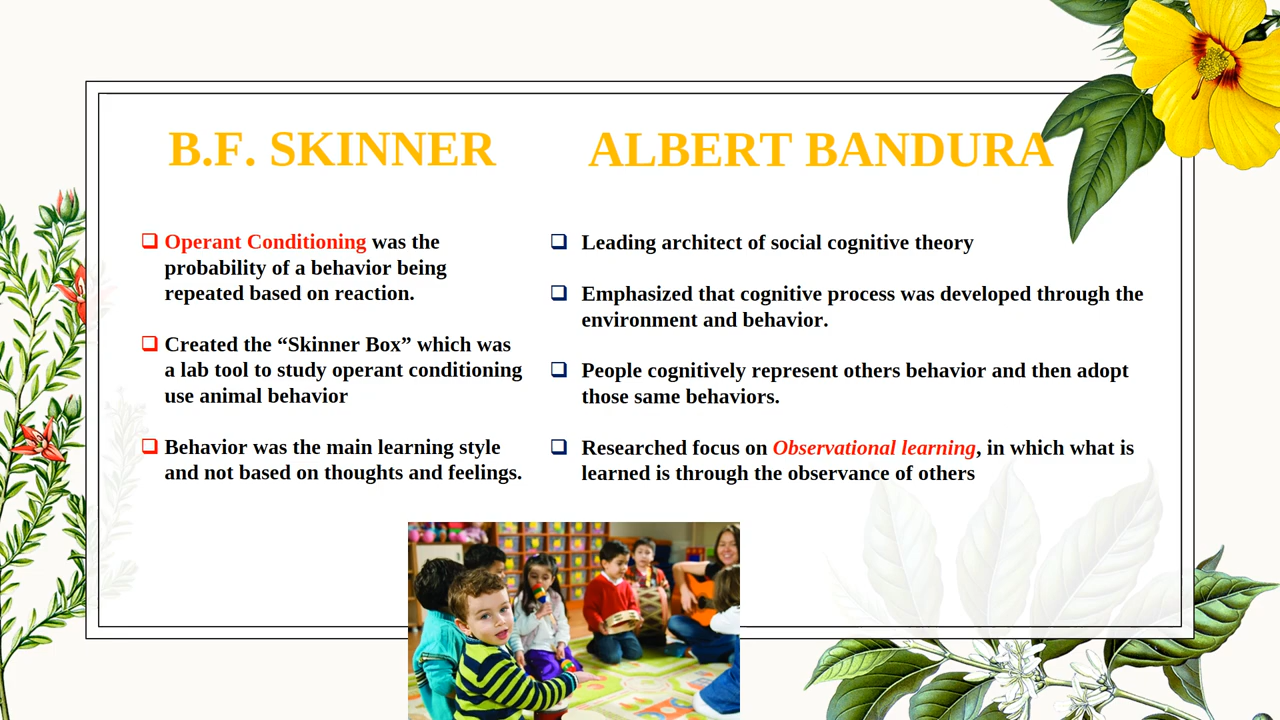 B.F. SKINNER
Operant Conditioning was the
probability of a behavior being
repeated based on reaction.
Created the “Skinner Box” which was
a lab tool to study operant conditioning
use animal behavior
Behavior was the main learning style
and not based on thoughts and feelings.
ALBERT BANDURA
Leading architect of social cognitive theory
Emphasized that cognitive process was developed through the
environment and behavior.
People cognitively represent others behavior and then adopt
those same behaviors.
Researched focus on Observational learning, in which what is
learned is through the observance of others